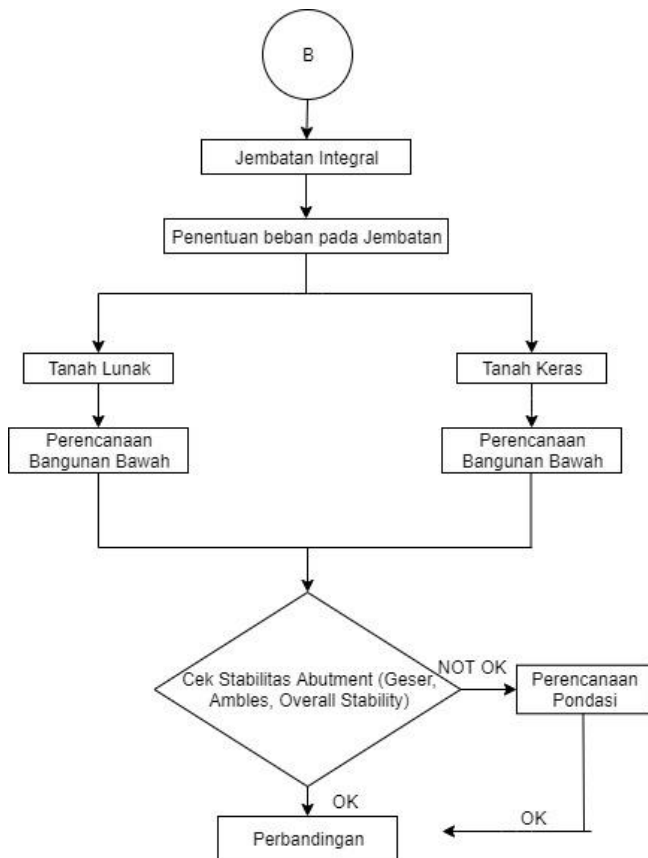 B
Jembatan Integral
Penentuan beban pada Jembatan
Tanah Lunak
Tanah Keras
Perencanaan
Bangunan Bawah
Perencanaan
Bangunan Bawah
Cek Stabilitas Abutment (Geser,
Ambles, Overall Stability)
NOT OK
Perencanaan
Pondasi
OK
OK
Perbandingan